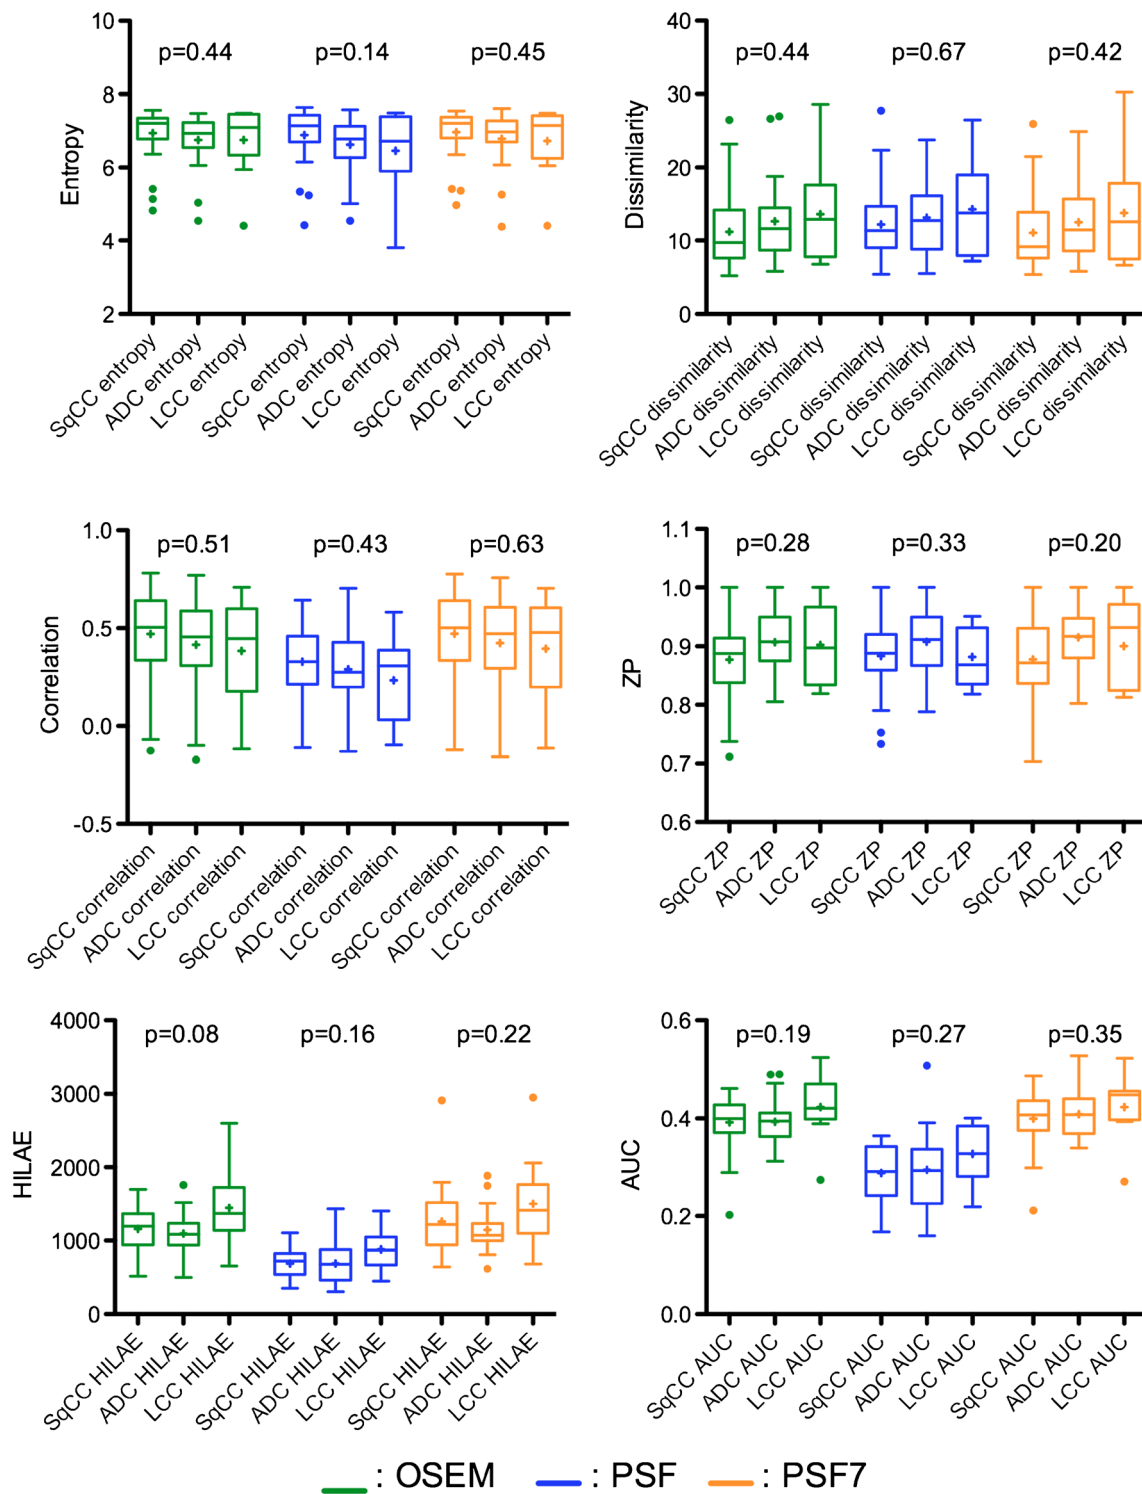 10
8
6
4
2
Entropy
p=0.44
p=0.14
p=0.45
SqCC entropy
ADC entropy
LCC entropy
SqCC entropy
ADC entropy
LCC entropy
SqCC entropy
ADC entropy
LCC entropy
40
30
20
10
0
Dissimilarity
p=0.44
p=0.67
p=0.42
SqCC dissimilarity
ADC dissimilarity
LCC dissimilarity
SqCC dissimilarity
ADC dissimilarity
LCC dissimilarity
SqCC dissimilarity
ADC dissimilarity
LCC dissimilarity
1.0
0.5
0.0
-0.5
Correlation
p=0.51
p=0.43
p=0.63
SqCC correlation
ADC correlation
LCC correlation
SqCC correlation
ADC correlation
LCC correlation
SqCC correlation
ADC correlation
LCC correlation
1.1
1.0
0.9
0.8
0.7
0.6
ZP
p=0.28
p=0.33
p=0.20
SqCC ZP
ADC ZP
LCC ZP
SqCC ZP
ADC ZP
LCC ZP
SqCC ZP
ADC ZP
LCC ZP
4000
3000
2000
1000
0
HILAE
p=0.08
p=0.16
p=0.22
SqCC HILAE
ADC HILAE
LCC HILAE
SqCC HILAE
ADC HILAE
LCC HILAE
SqCC HILAE
ADC HILAE
LCC HILAE
0.6
0.4
0.2
0.0
AUC
p=0.19
p=0.27
p=0.35
SqCC AUC
ADC AUC
LCC AUC
SqCC AUC
ADC AUC
LCC AUC
SqCC AUC
ADC AUC
LCC AUC
: OSEM : PSF : PSF7